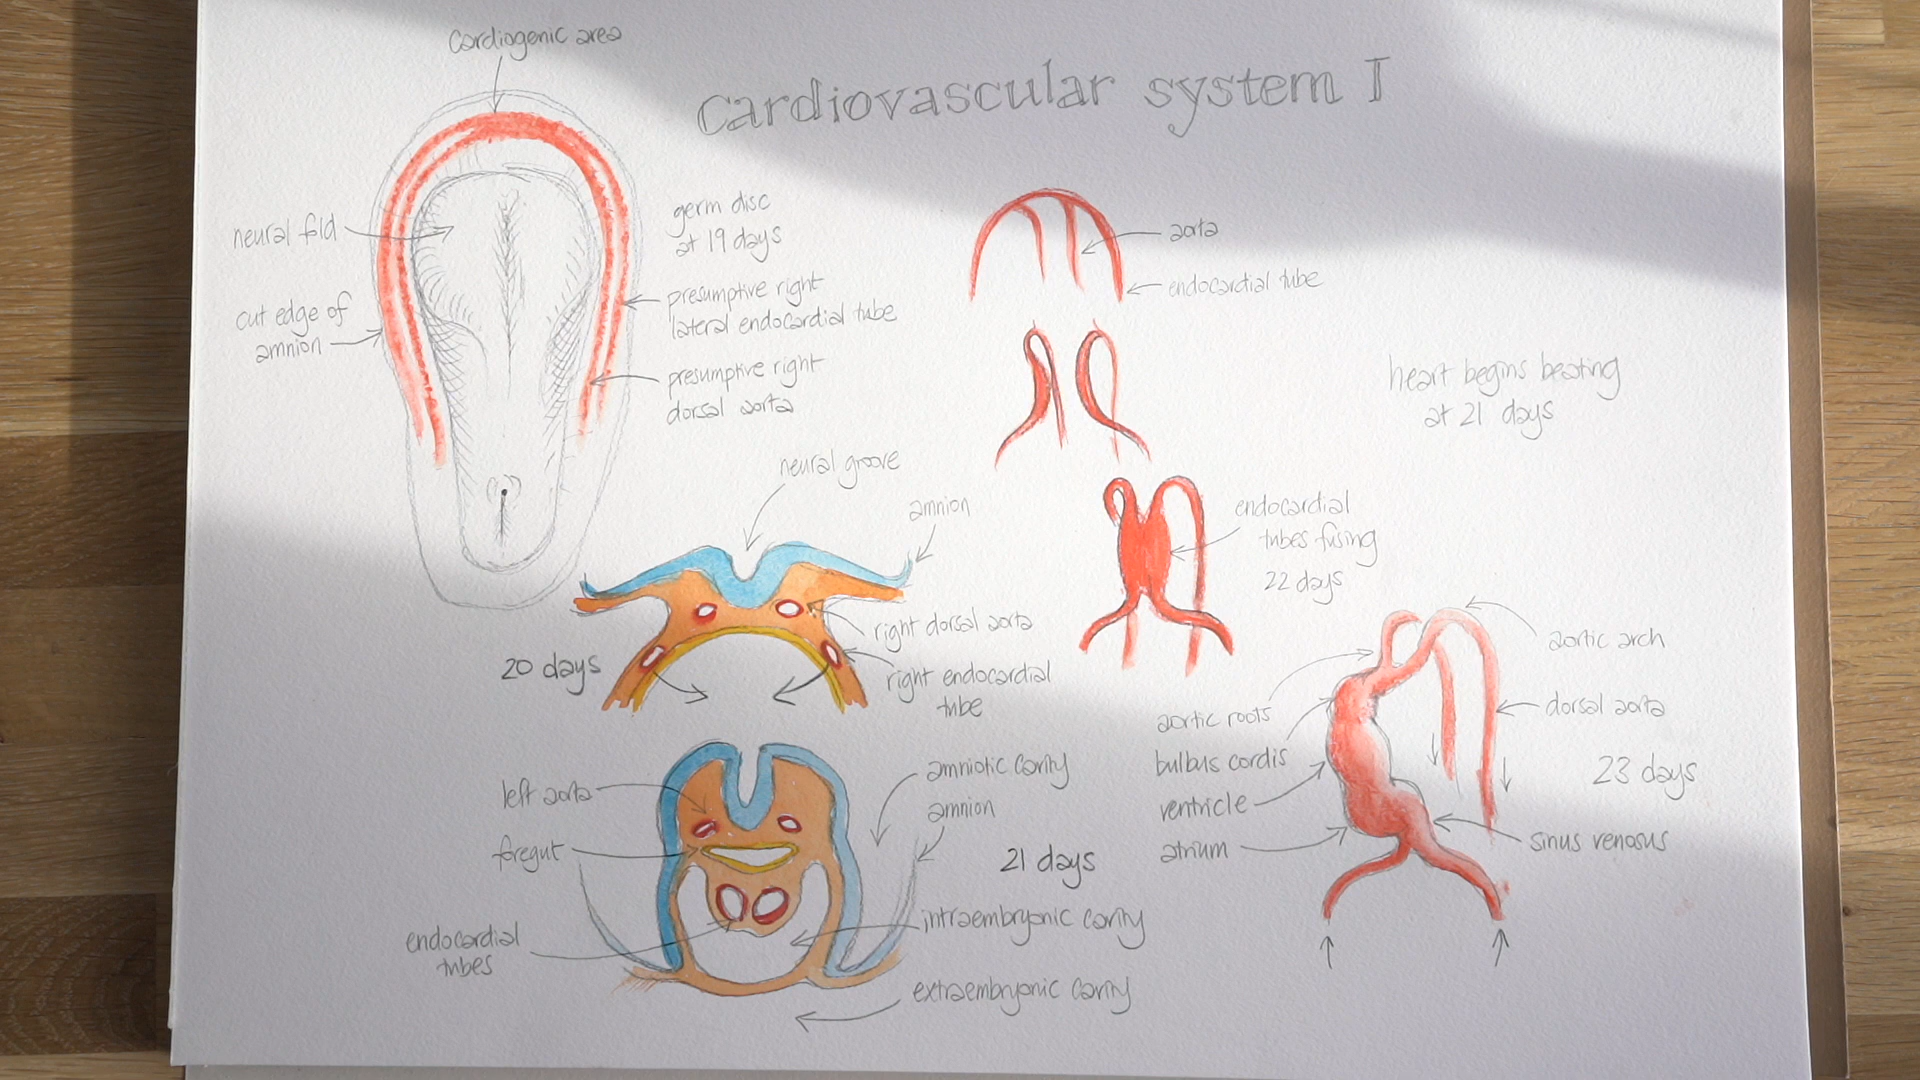 cardiogenic area
cardiovascular system I
neural fold
cut edge of
amnion
germ disc
at 19 days
presumptive right
lateral endocardial tube
presumptive right
dorsal aorta
aorta
endocardial tube
heart begins beating
at 21 days
neural groove
amnion
right dorsal aorta
right endocardial
tube
20 days
endocardial
tubes fusing
22 days
left aorta
foregut
endocardial
tubes
amniotic cavity
amnion
21 days
intraembryonic cavity
extraembryonic cavity
aortic arch
dorsal aorta
23 days
sinus venosus
aortic roots
bulbus cordis
ventricle
atrium